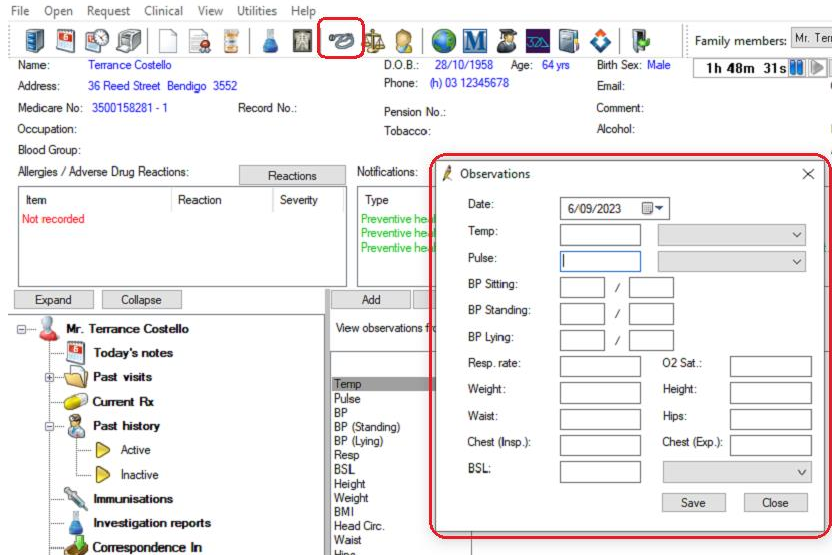 File Open Request Clinical View Utilities Help
Family members: Mr. Ter
Name: Terrance Costello D.O.B.: 28/10/1958 Age: 64 yrs Birth Sex: Male 1h 48m 31s
Address: 36 Reed Street Bendigo 3552 Phone: (h) 03 12345678 Email:
Medicare No: 3500158281 - 1 Record No.: Pension No.: Comment:
Occupation: Tobacco: Alcohol:
Blood Group:
Allergies / Adverse Drug Reactions: Reactions Notifications:
Item Reaction Severity Type
Not recorded
Preventive heal
Preventive heal
Preventive heal
Expand Collapse Add
Mr. Terrance Costello
Today's notes
Past visits
Current Rx
Past history
Active
Inactive
Immunisations
Investigation reports
Correspondence In
View observations fr
Temp
Pulse
BP
BP (Standing)
BP (Lying)
Resp
BSL
Height
Weight
BMI
Head Circ.
Waist
Hips
Observations
Date: 6/09/2023
Temp:
Pulse:
BP Sitting: /
BP Standing: /
BP Lying: /
Resp. rate: O2 Sat.:
Weight: Height:
Waist: Hips:
Chest (Insp.): Chest (Exp.):
BSL:
Save Close